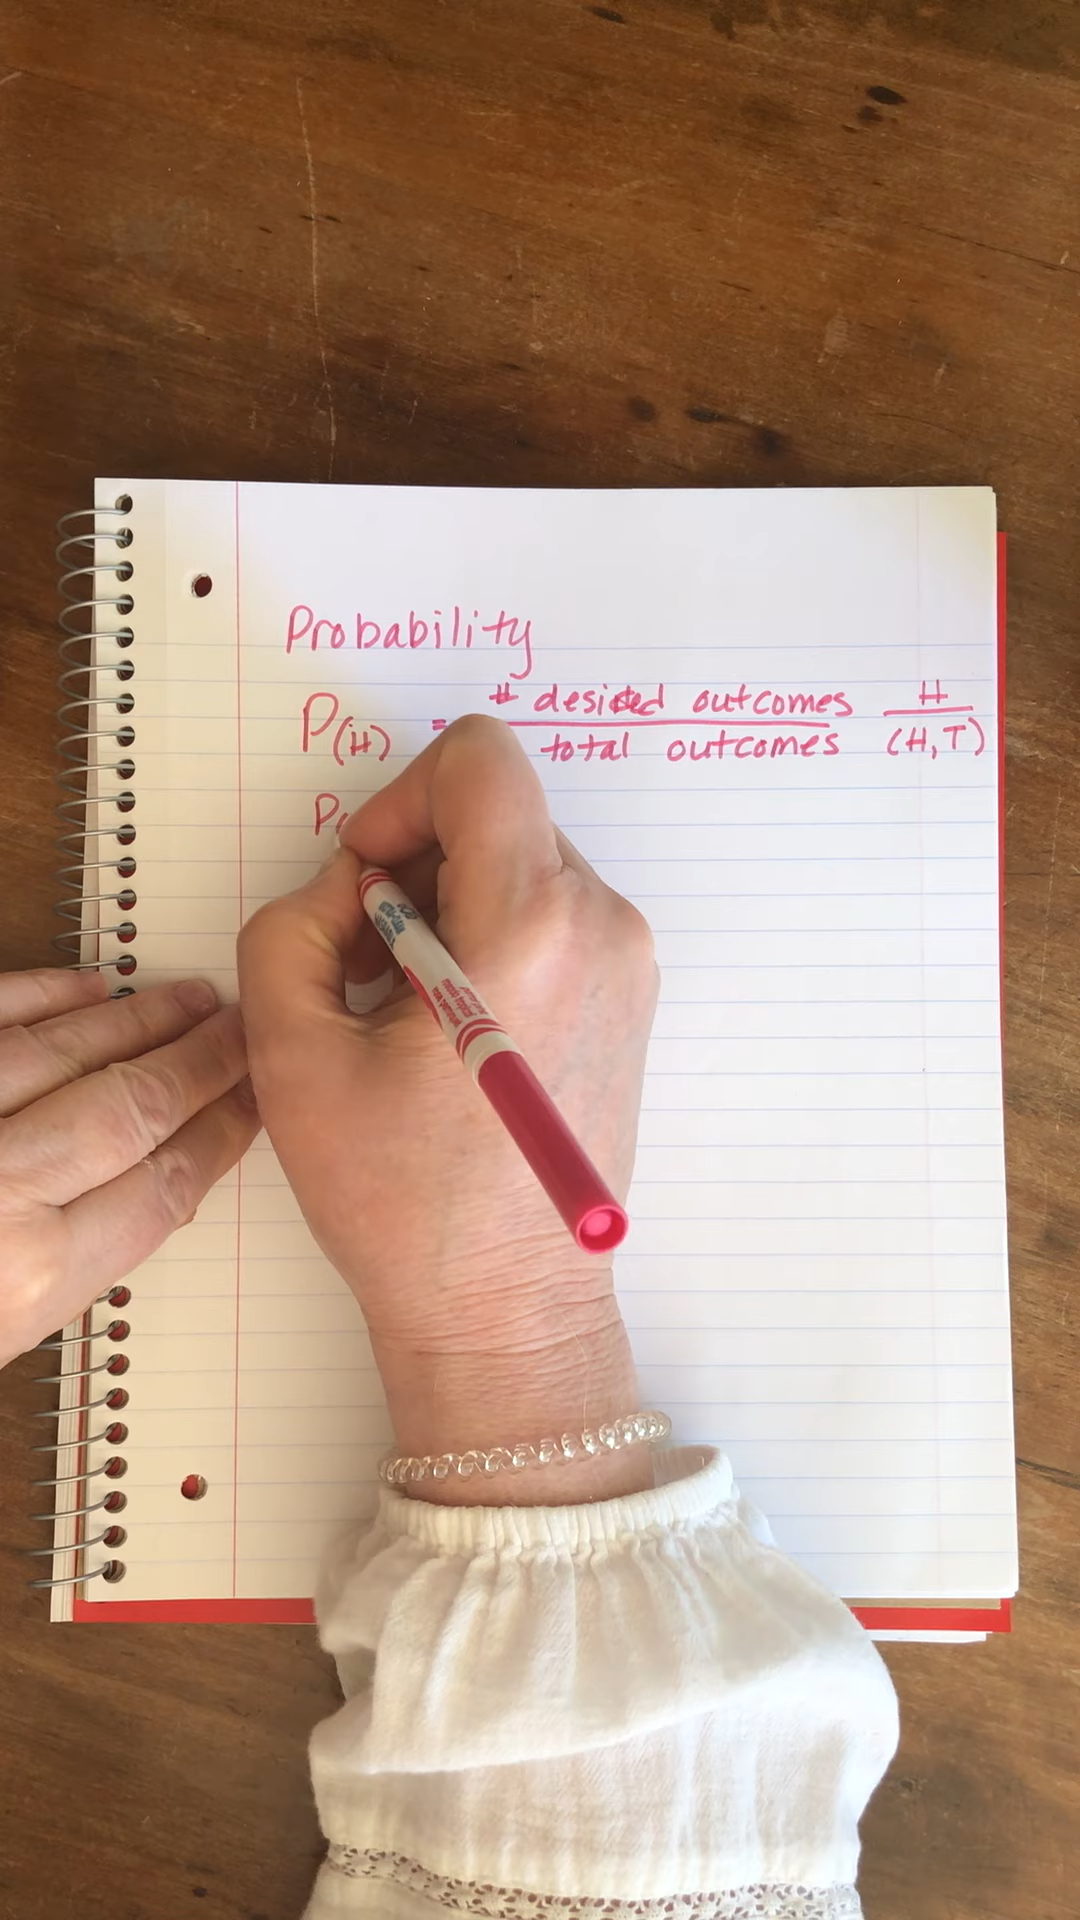 Probability
P(H) = # desired outcomes H
total outcomes (H,T)
P(